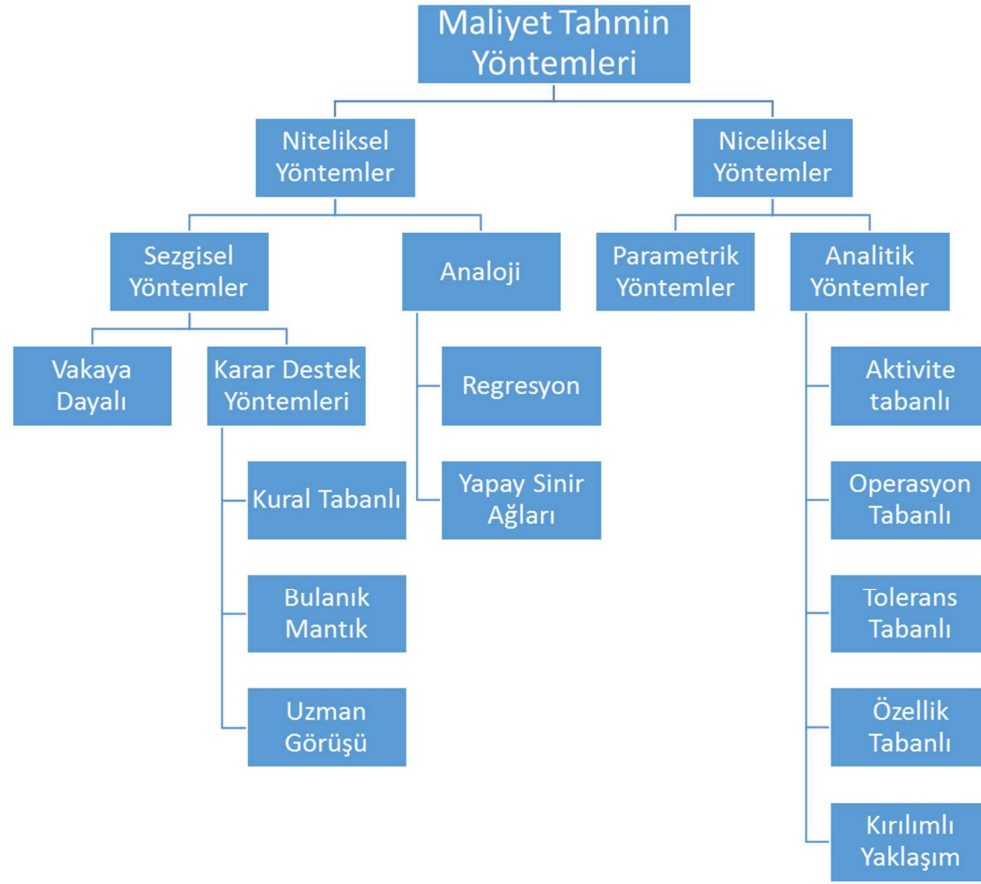 Maliyet Tahmin
Yöntemleri
Niteliksel
Yöntemler
Niceliksel
Yöntemler
Sezgisel
Yöntemler
Analoji
Parametrik
Yöntemler
Analitik
Yöntemler
Vakaya
Dayalı
Karar Destek
Yöntemleri
Regresyon
Aktivite
tabanlı
Kural Tabanlı
Yapay Sinir
Ağları
Operasyon
Tabanlı
Bulanık
Mantık
Tolerans
Tabanlı
Uzman
Görüşü
Özellik
Tabanlı
Kırılımlı
Yaklaşım